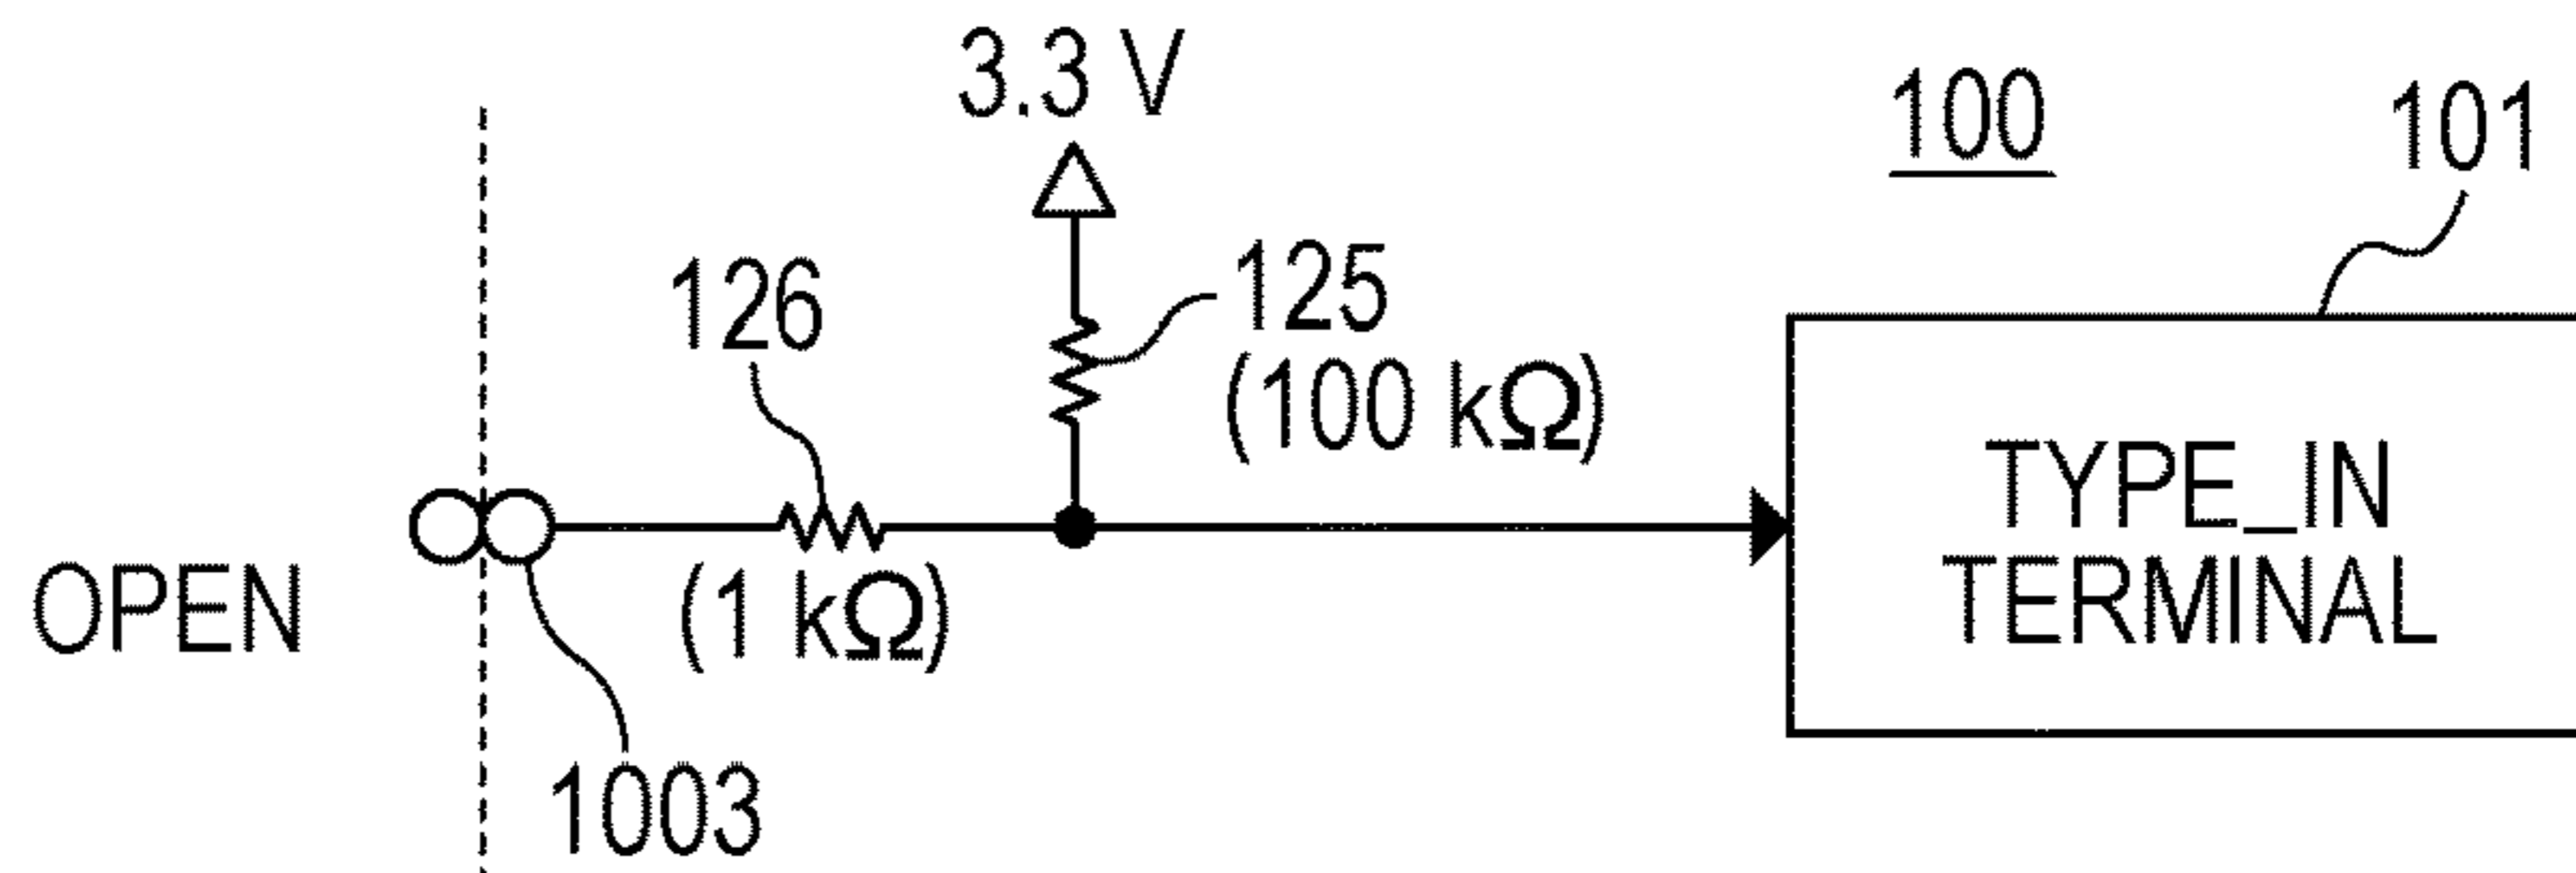 3.3 V
100
101
126
125
(100 kΩ)
TYPE_IN
TERMINAL
OPEN
(1 kΩ)
1003